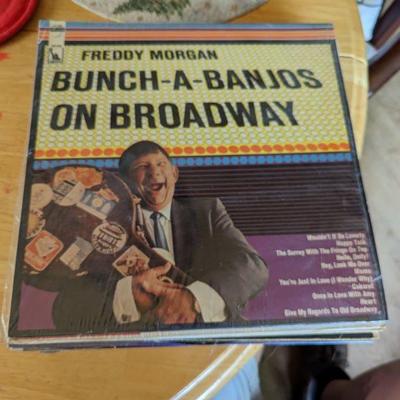 FREDDY MORGAN
BUNCH-A-BANJOS
ON BROADWAY
Wouldn't It Be Loverly
Happy Talk
The Surrey With The Fringe On Top
Hello, Dolly!
Hey, Look Me Over
Mame
You're Just In Love (I Wonder Why)
Cabaret
Once In Love With Amy
Heart
Give My Regards To Old Broadway